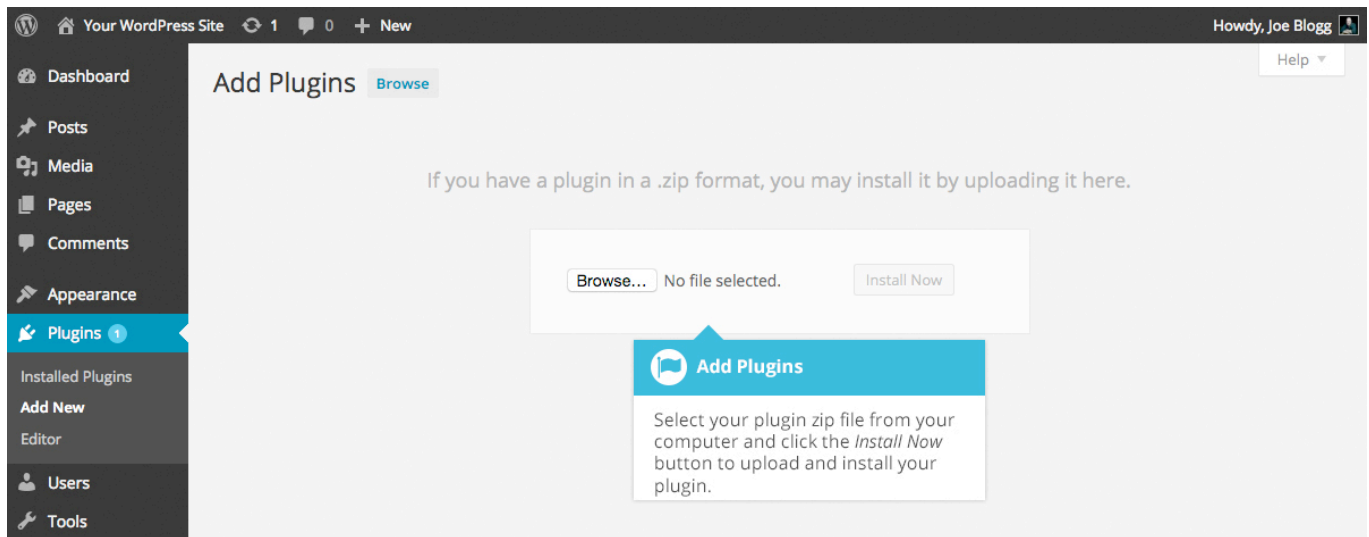 Your WordPress Site 1 0 + New Howdy, Joe Blogg
Help
Dashboard
Posts
Media
Pages
Comments
Appearance
Plugins 1
Installed Plugins
Add New
Editor
Users
Tools
Add Plugins Browse
If you have a plugin in a .zip format, you may install it by uploading it here.
Browse... No file selected. Install Now
Add Plugins
Select your plugin zip file from your
computer and click the Install Now
button to upload and install your
plugin.